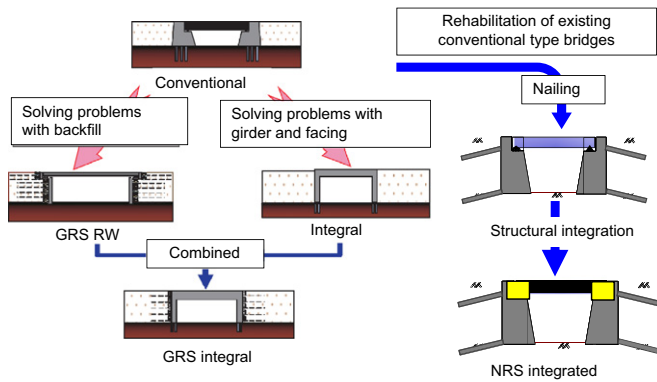 Conventional
Solving problems
with backfill
Solving problems with
girder and facing
GRS RW
Integral
Combined
GRS integral
Rehabilitation of existing
conventional type bridges
Nailing
Structural integration
NRS integrated